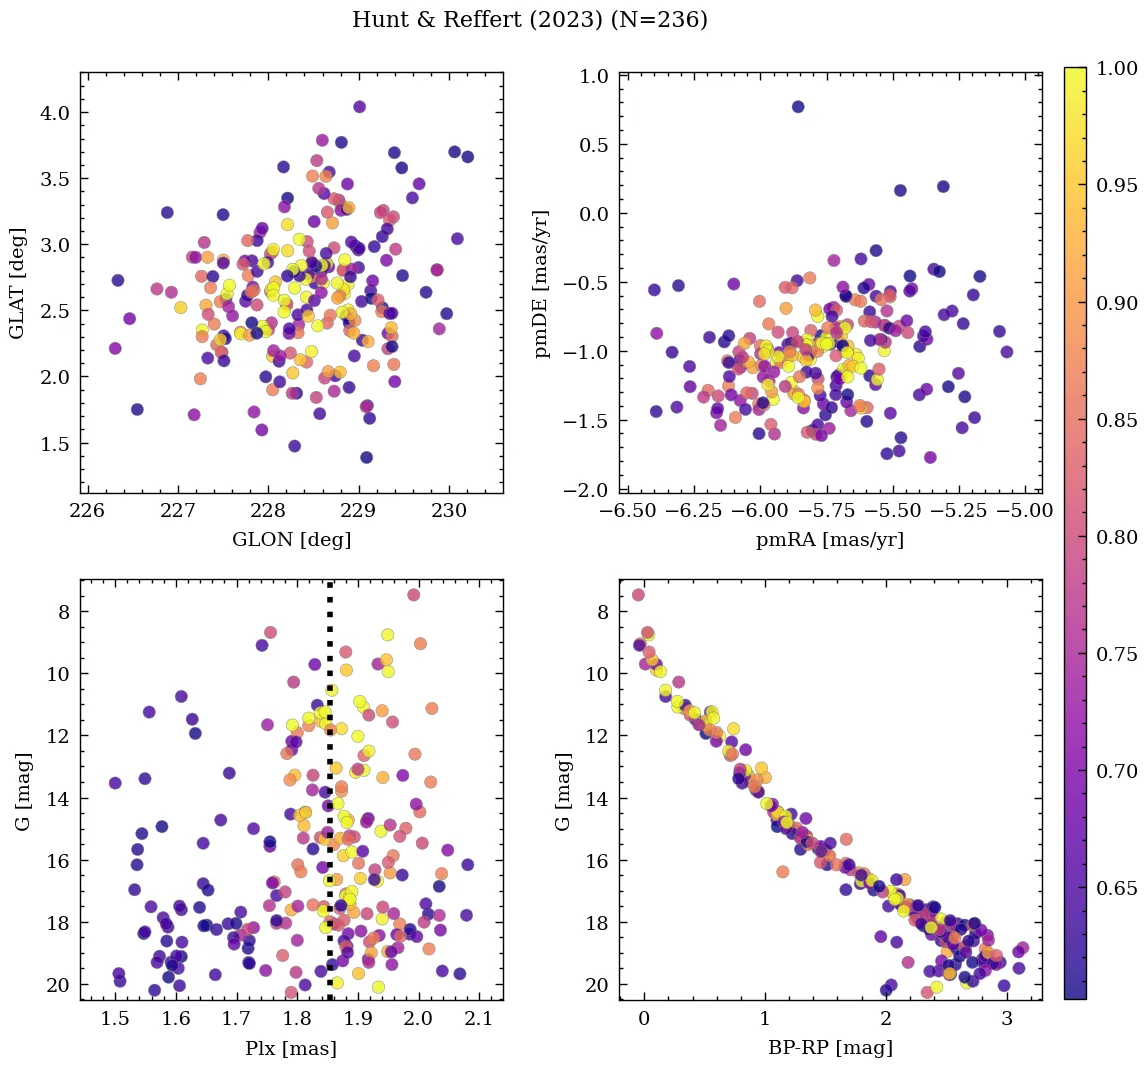 Hunt & Reffert (2023) (N=236)
4.0
3.5
3.0
2.5
2.0
1.5
GLAT [deg]
226 227 228 229 230
GLON [deg]
1.0
0.5
0.0
−0.5
−1.0
−1.5
−2.0
pmDE [mas/yr]
−6.50 −6.25 −6.00 −5.75 −5.50 −5.25 −5.00
pmRA [mas/yr]
8
10
12
14
16
18
20
G [mag]
1.5 1.6 1.7 1.8 1.9 2.0 2.1
Plx [mas]
8
10
12
14
16
18
20
G [mag]
0 1 2 3
BP-RP [mag]
1.00
0.95
0.90
0.85
0.80
0.75
0.70
0.65